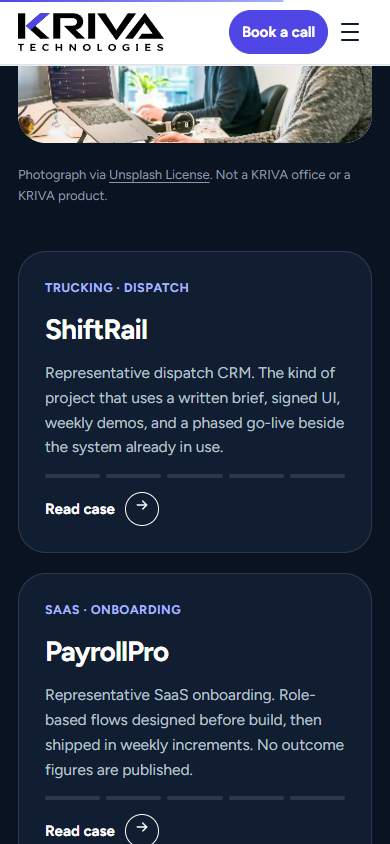 KRIVA
TECHNOLOGIES
Book a call
Photograph via Unsplash License. Not a KRIVA office or a
KRIVA product.
TRUCKING · DISPATCH
ShiftRail
Representative dispatch CRM. The kind of
project that uses a written brief, signed UI,
weekly demos, and a phased go-live beside
the system already in use.
Read case
SAAS · ONBOARDING
PayrollPro
Representative SaaS onboarding. Role-
based flows designed before build, then
shipped in weekly increments. No outcome
figures are published.
Read case